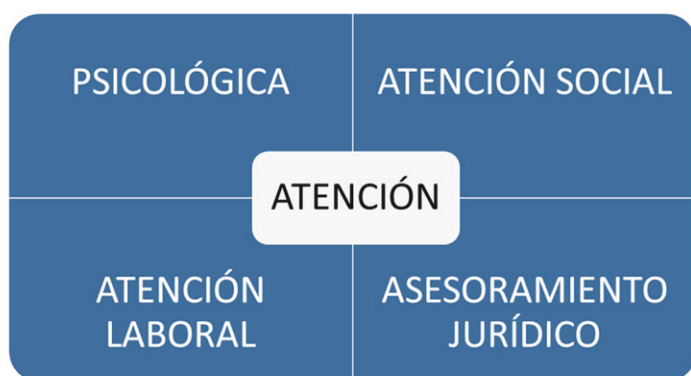 PSICOLÓGICA
ATENCIÓN SOCIAL
ATENCIÓN
ATENCIÓN
LABORAL
ASESORAMIENTO
JURÍDICO